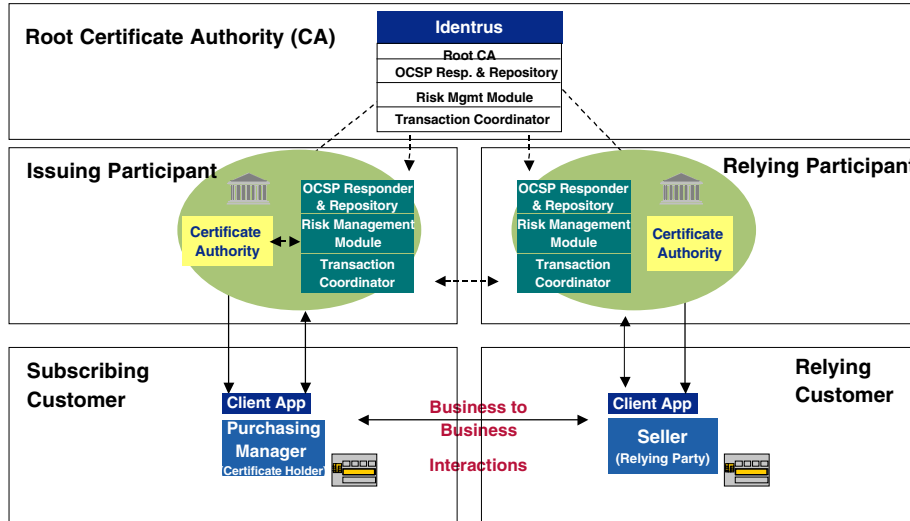 Root Certificate Authority (CA)
Identrus
Root CA
OCSP Resp. & Repository
Risk Mgmt Module
Transaction Coordinator
Issuing Participant
OCSP Responder
& Repository
Risk Management
Module
Transaction
Coordinator
Certificate
Authority
Relying Participant
OCSP Responder
& Repository
Risk Management
Module
Transaction
Coordinator
Certificate
Authority
Subscribing
Customer
Client App
Purchasing
Manager
(Certificate Holder)
Business to
Business
Interactions
Relying
Customer
Client App
Seller
(Relying Party)